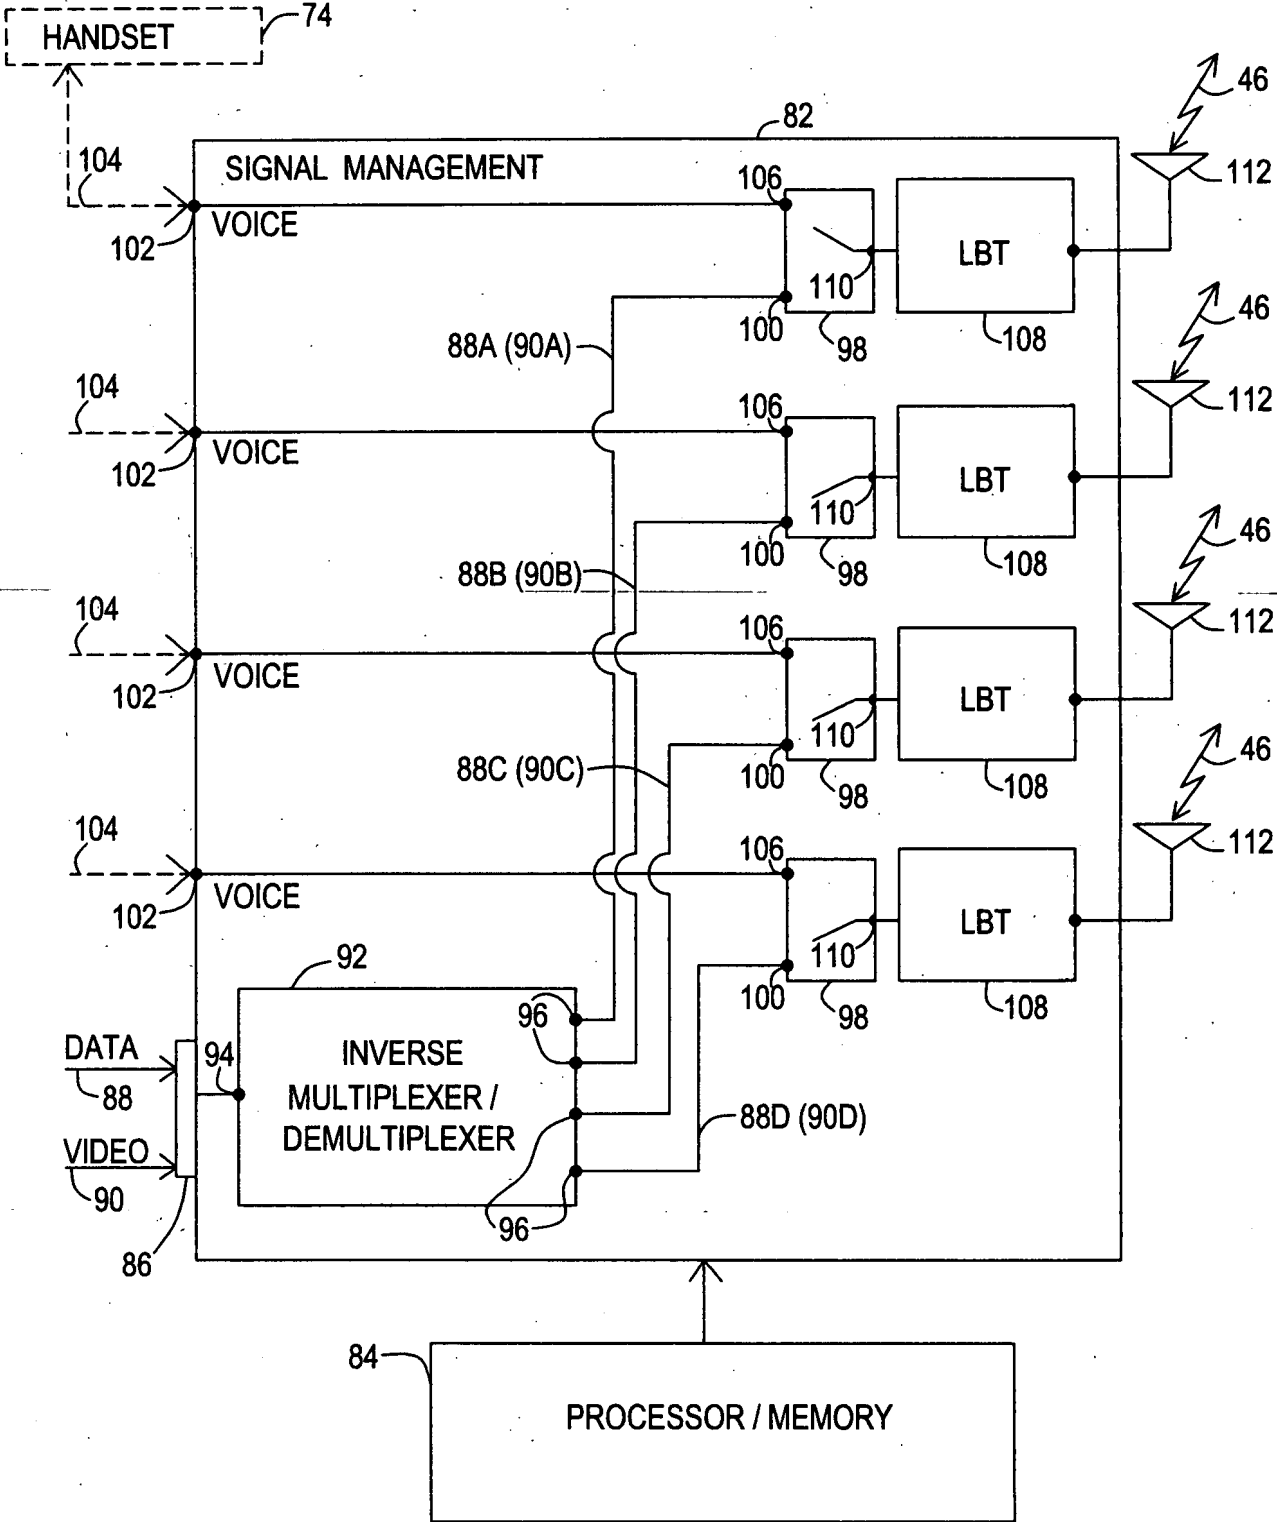 HANDSET
74
46
82
104
SIGNAL MANAGEMENT
106
112
102
VOICE
LBT
110
100
98
108
88A (90A)
46
104
106
112
102
VOICE
LBT
110
100
98
108
88B (90B)
46
104
106
112
102
VOICE
LBT
110
100
98
108
88C (90C)
46
104
106
112
102
VOICE
LBT
110
100
98
108
92
96
DATA
94
INVERSE
MULTIPLEXER /
DEMULTIPLEXER
88
88D (90D)
VIDEO
90
96
86
84
PROCESSOR / MEMORY